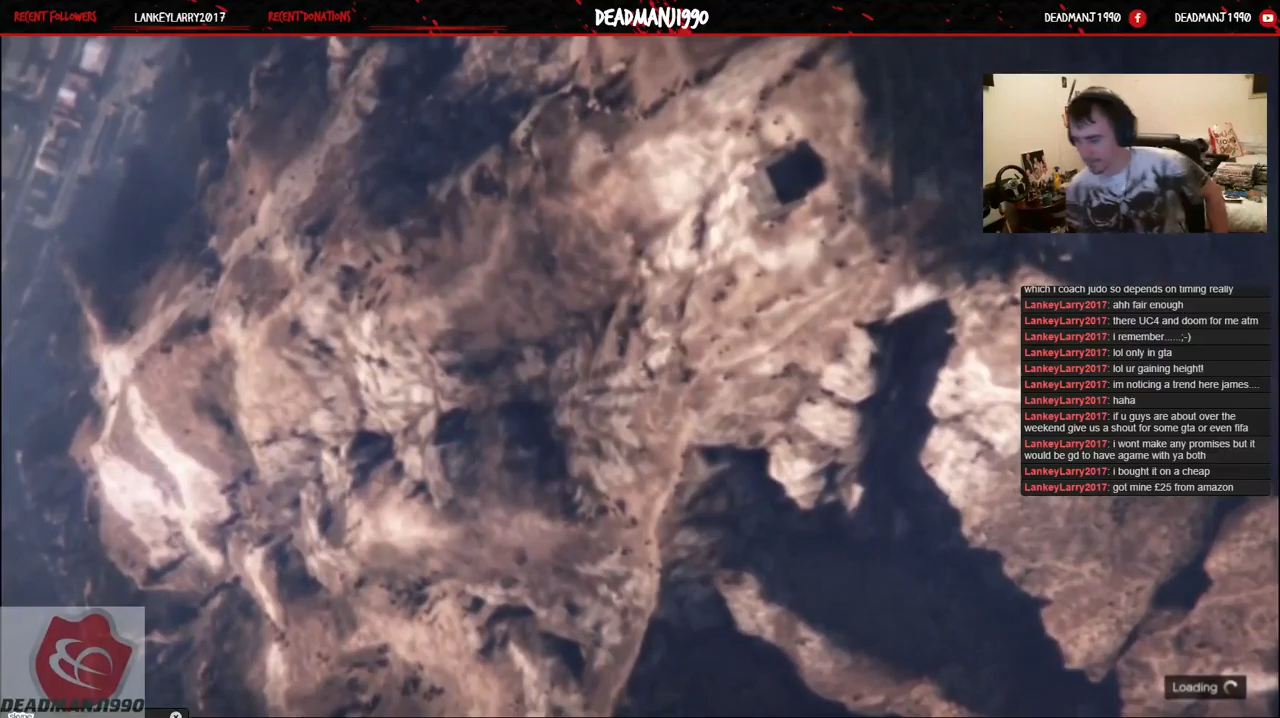 RECENT FOLLOWERS
LANKEYLARRY2017
RECENT DONATIONS
DEADMANJ1990
DEADMANJ1990
DEADMANJ1990
which i coach judo so depends on timing really
LankeyLarry2017: ahh fair enough
LankeyLarry2017: there UC4 and doom for me atm
LankeyLarry2017: i remember......;-)
LankeyLarry2017: lol only in gta
LankeyLarry2017: lol ur gaining height!
LankeyLarry2017: im noticing a trend here james....
LankeyLarry2017: haha
LankeyLarry2017: if u guys are about over the
weekend give us a shout for some gta or even fifa
LankeyLarry2017: i wont make any promises but it
would be gd to have agame with ya both
LankeyLarry2017: i bought it on a cheap
LankeyLarry2017: got mine £25 from amazon
Loading
DEADMANJ1990